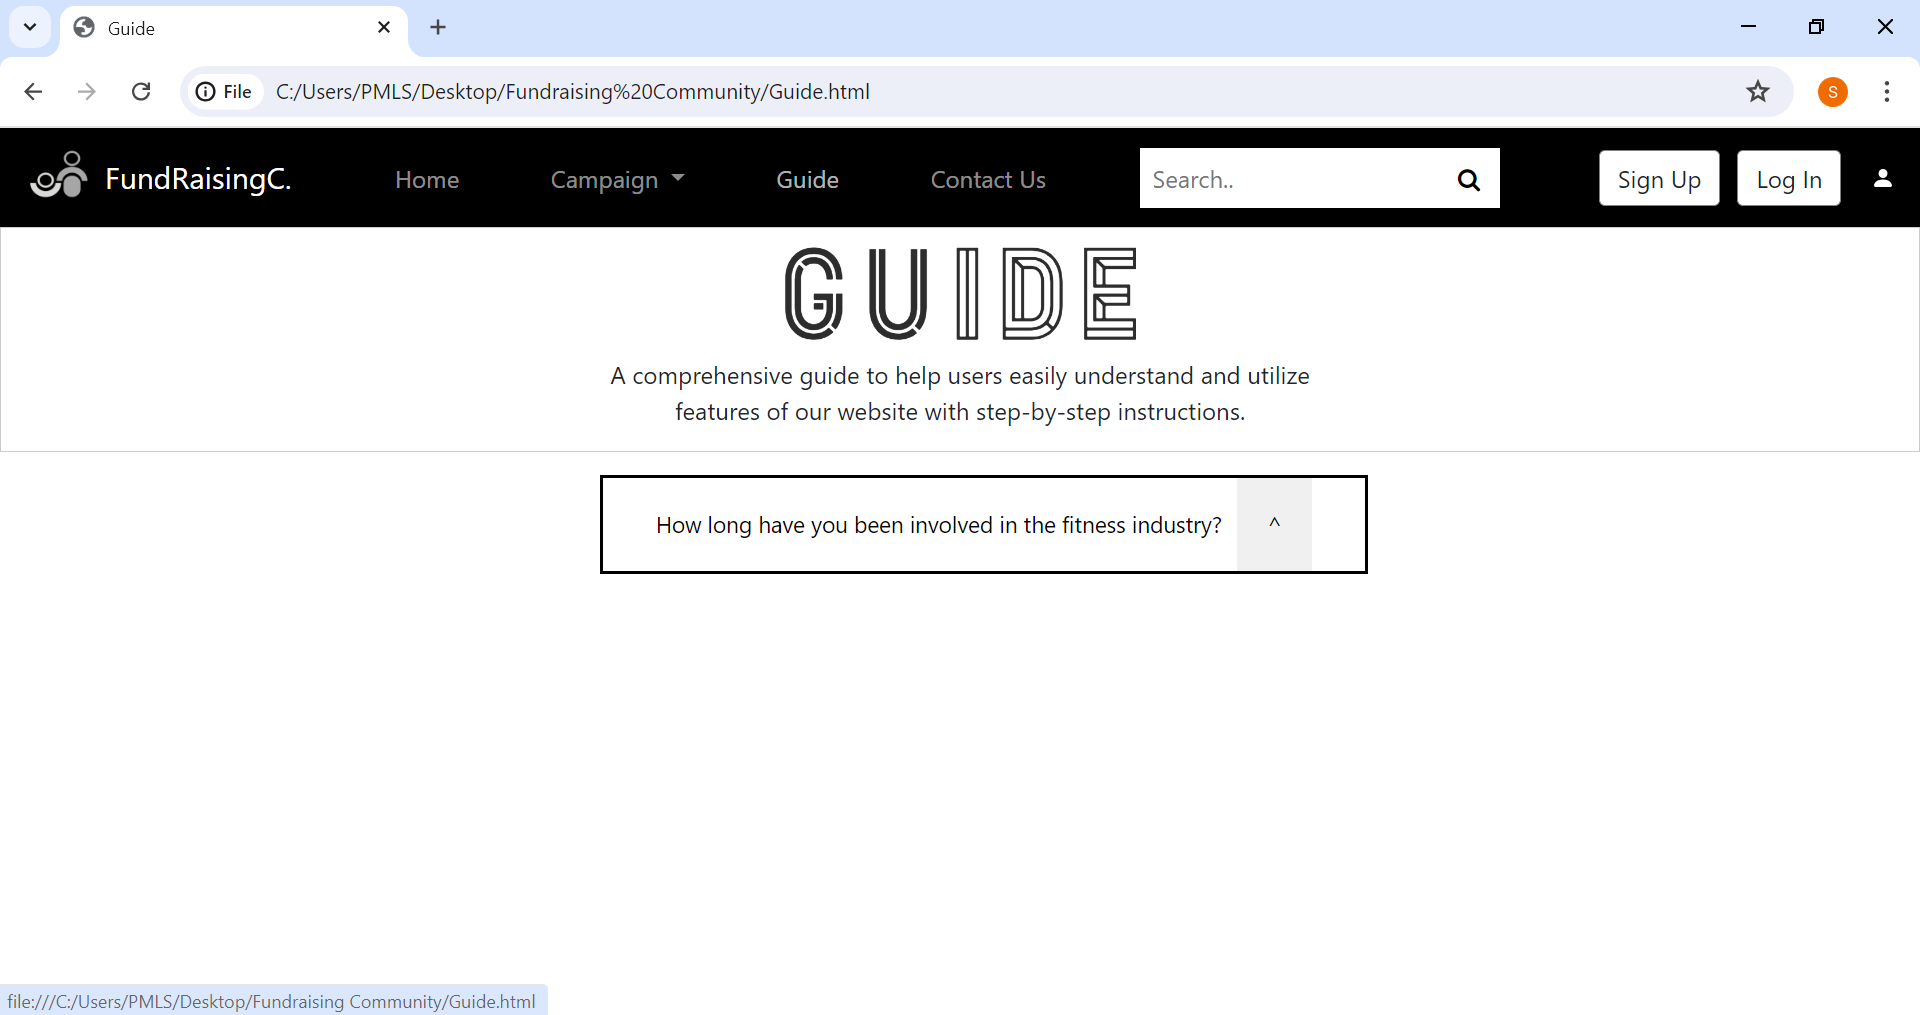 Guide
File C:/Users/PMLS/Desktop/Fundraising%20Community/Guide.html S
FundRaisingC. Home Campaign Guide Contact Us Search.. Sign Up Log In
GUIDE
A comprehensive guide to help users easily understand and utilize
features of our website with step-by-step instructions.
How long have you been involved in the fitness industry? ^
file:///C:/Users/PMLS/Desktop/Fundraising Community/Guide.html